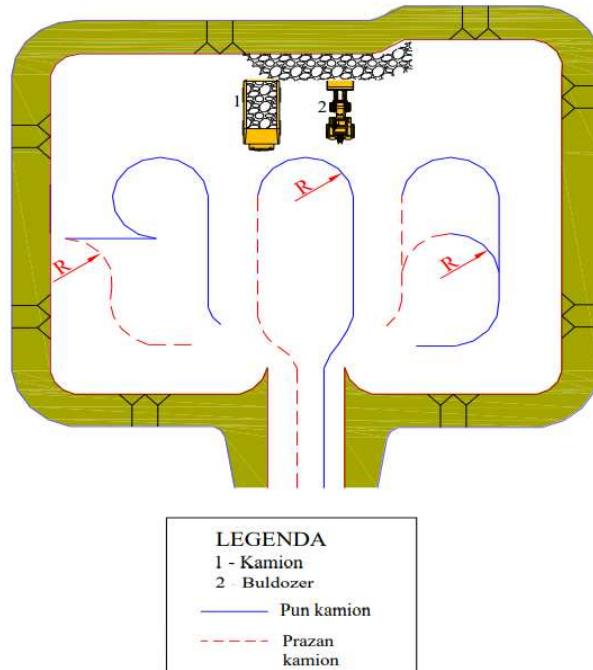 1
2
R
R
R
LEGENDA
1 - Kamion
2 - Buldozer
Pun kamion
Prazan
kamion